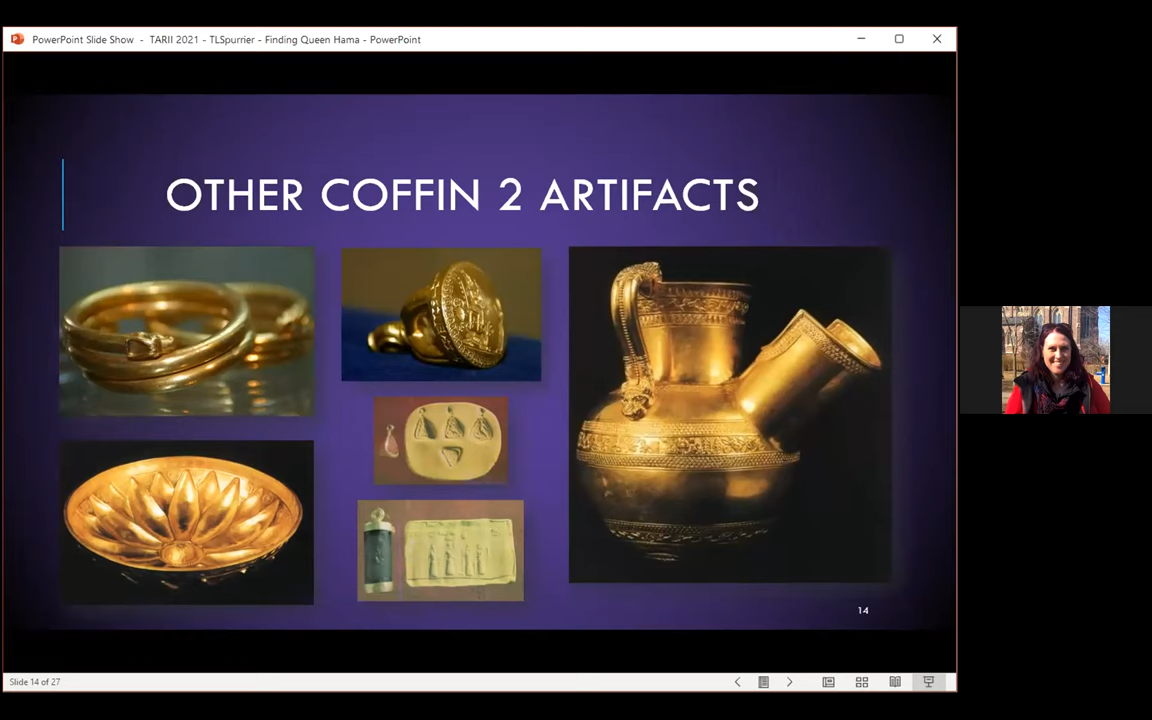 PowerPoint Slide Show - TARII 2021 - TLSpurrier - Finding Queen Hama - PowerPoint
OTHER COFFIN 2 ARTIFACTS
14
Slide 14 of 27